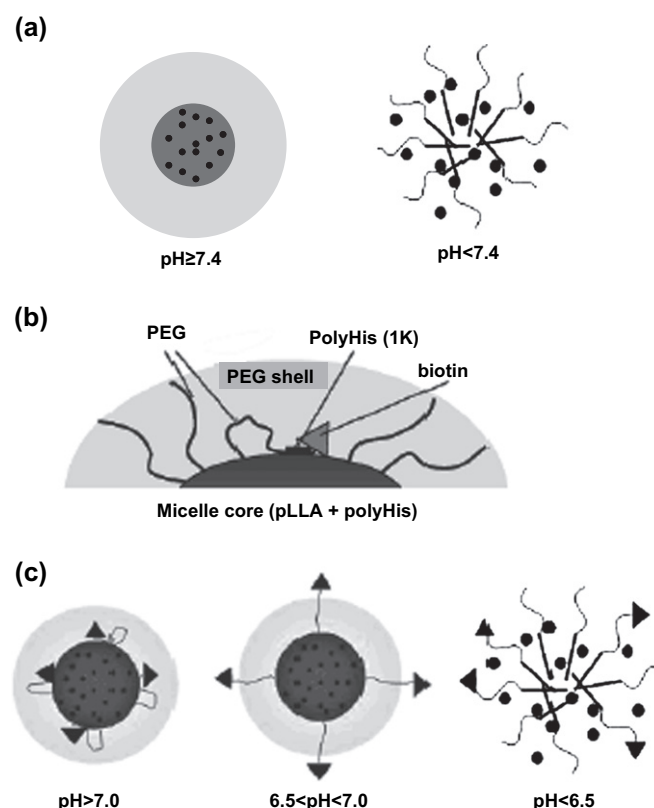 (a)
pH≥7.4
pH<7.4
(b)
PEG
PolyHis (1K)
PEG shell
biotin
Micelle core (pLLA + polyHis)
(c)
pH>7.0
6.5<pH<7.0
pH<6.5